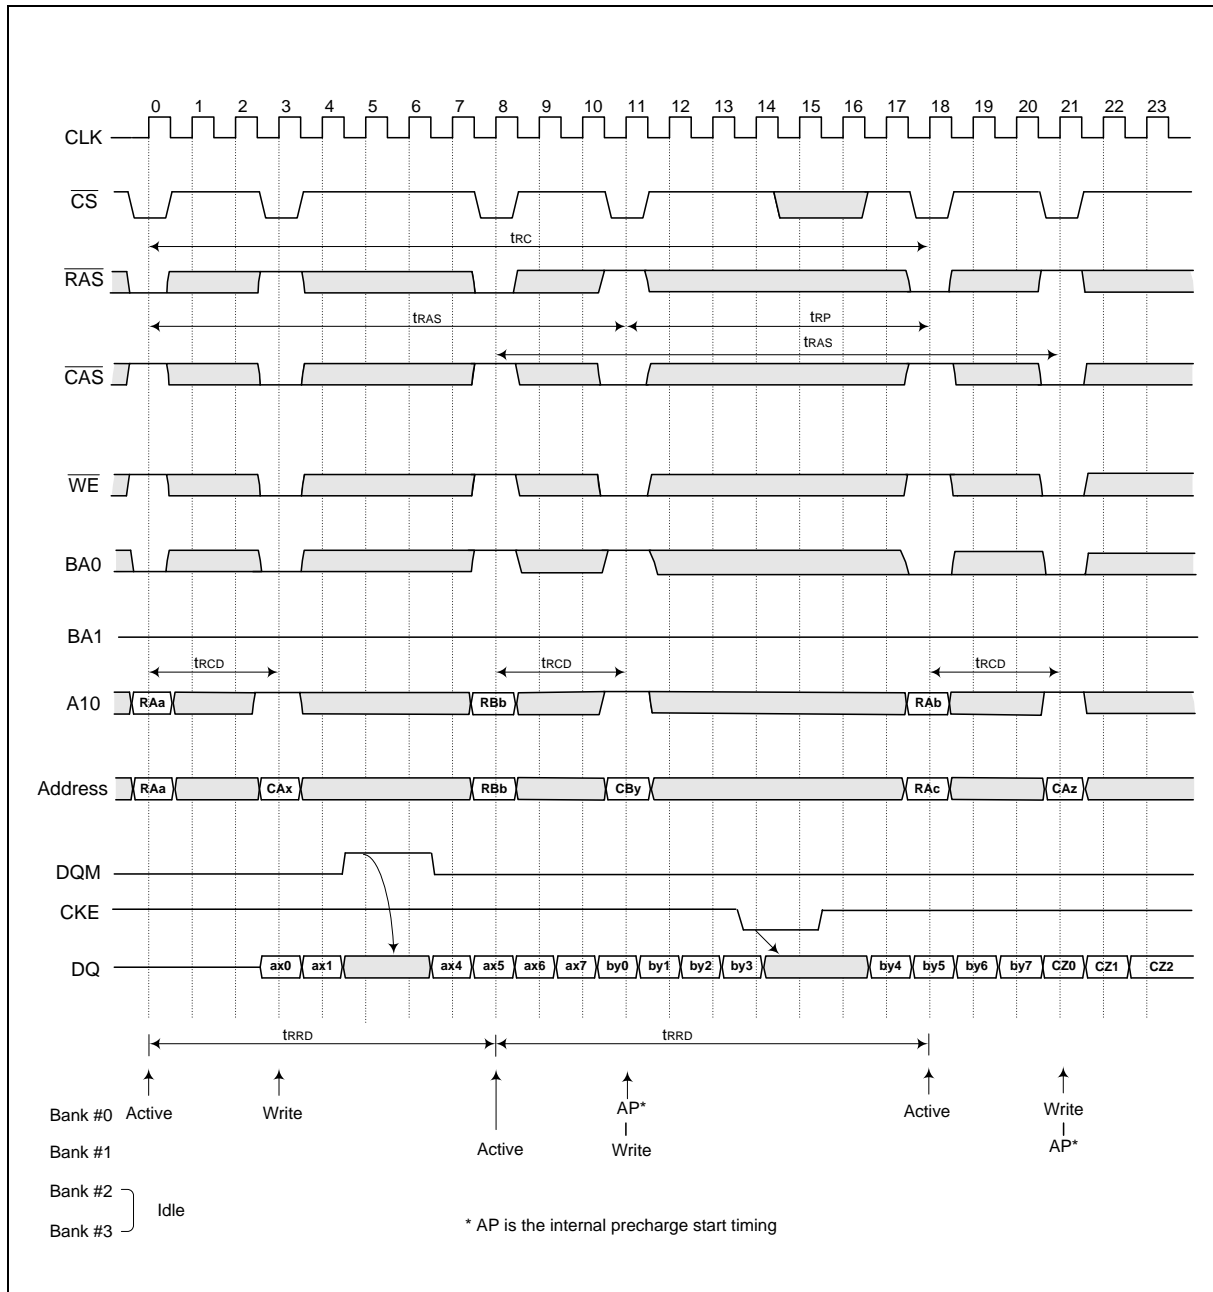 0 1 2 3 4 5 6 7 8 9 10 11 12 13 14 15 16 17 18 19 20 21 22 23
CLK
CS
tRC
RAS
tRAS tRP
tRAS
CAS
WE
BA0
BA1
tRCD tRCD tRCD
A10 RAa RBb RAb
Address RAa CAx RBb CBy RAc CAz
DQM
CKE
DQ ax0 ax1 ax4 ax5 ax6 ax7 by0 by1 by2 by3 by4 by5 by6 by7 CZ0 CZ1 CZ2
tRRD tRRD
Bank #0 Active Write AP* Active Write
Bank #1 Active Write AP*
Bank #2
Idle
Bank #3
* AP is the internal precharge start timing